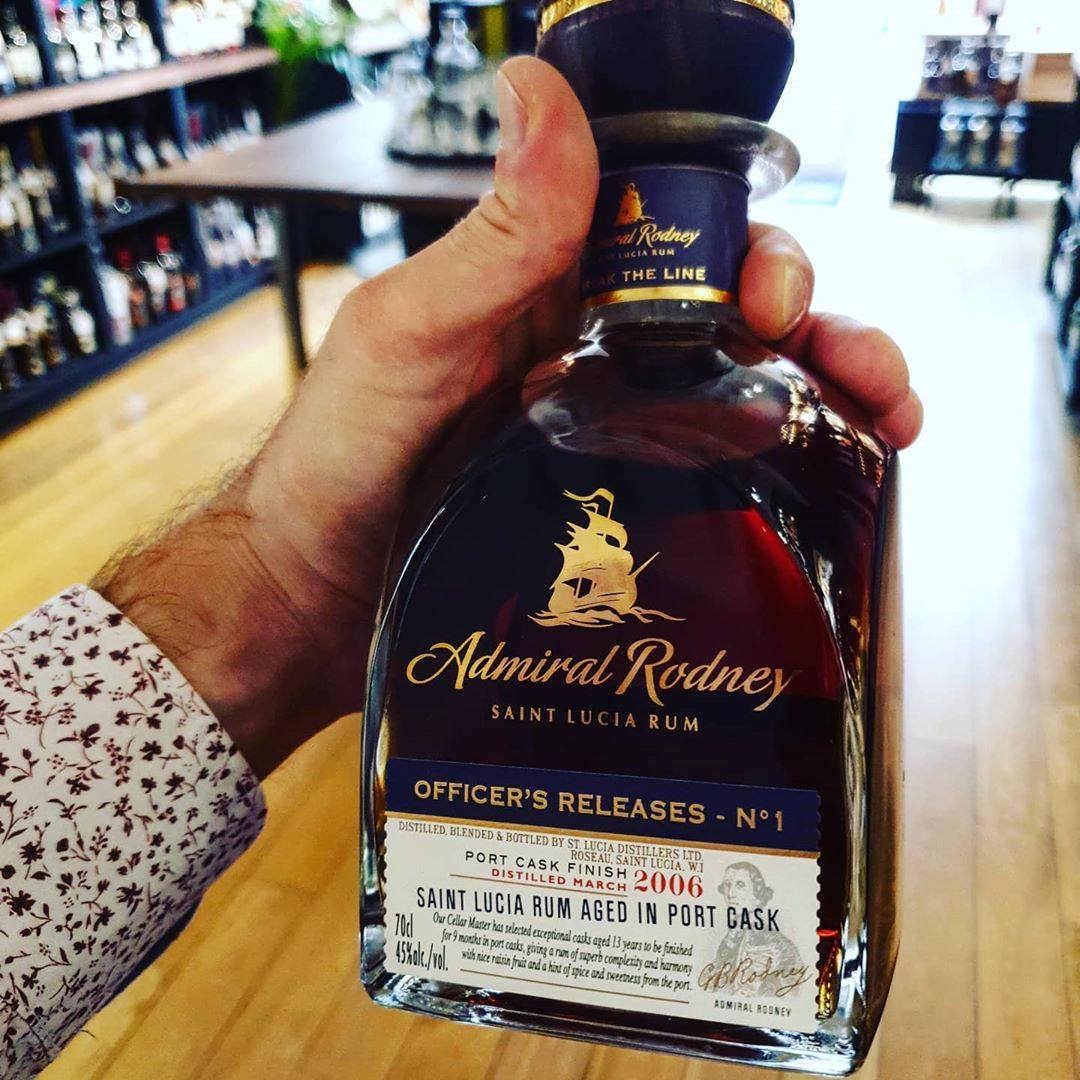 Rodney
LUCIA RUM
THE LINE
Admiral Rodney
SAINT LUCIA RUM
OFFICER'S RELEASES - N°1
DISTILLED, BLENDED & BOTTLED BY ST. LUCIA DISTILLERS LTD,
ROSEAU, SAINT LUCIA, W.I
PORT CASK FINISH
DISTILLED MARCH 2006
SAINT LUCIA RUM AGED IN PORT CASK
70cl
45%alc./vol.
Our Cellar Master has selected exceptional casks aged 13 years to be finished
for 9 months in port casks, giving a rum of superb complexity and harmony
with nice raisin fruit and a hint of spice and sweetness from the port.
GBRodney
ADMIRAL RODNEY